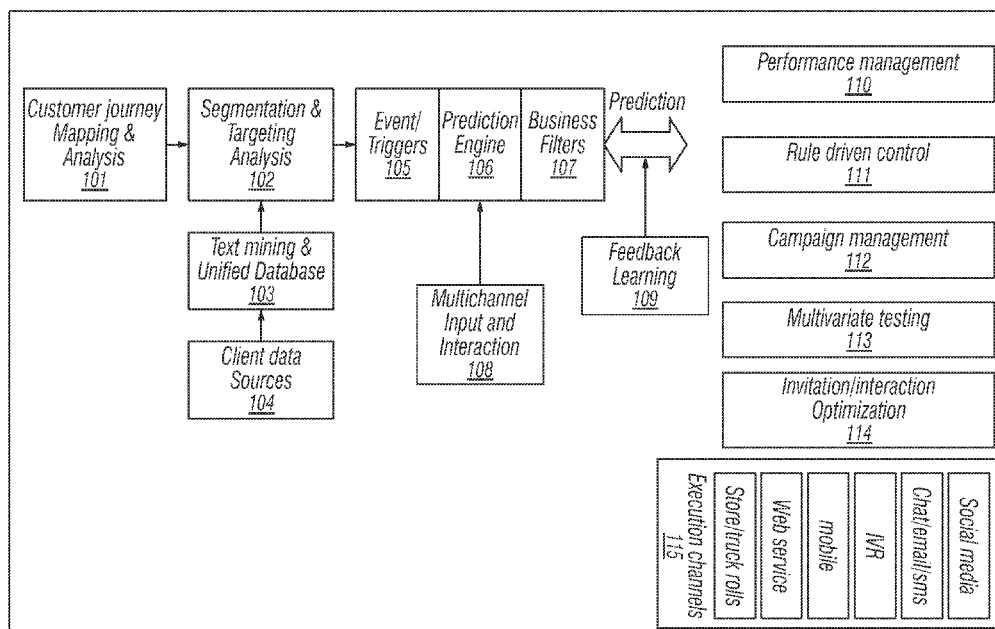 Customer journey
Mapping &
Analysis
101
Segmentation &
Targeting
Analysis
102
Event/
Triggers
105
Prediction
Engine
106
Business
Filters
107
Prediction
Text mining &
Unified Database
103
Client data
Sources
104
Multichannel
Input and
Interaction
108
Feedback
Learning
109
Performance management
110
Rule driven control
111
Campaign management
112
Multivariate testing
113
Invitation/interaction
Optimization
114
Execution channels
115
Store/truck rolls
Web service
mobile
IVR
Chat/email/sms
Social media